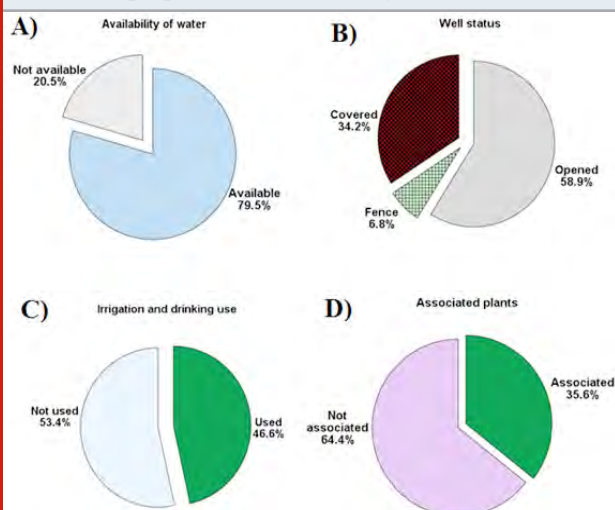 A)
Availability of water
Not available
20.5%
Available
79.5%
B)
Well status
Covered
34.2%
Fence
6.8%
Opened
58.9%
C)
Irrigation and drinking use
Not used
53.4%
Used
46.6%
D)
Associated plants
Not
associated
64.4%
Associated
35.6%